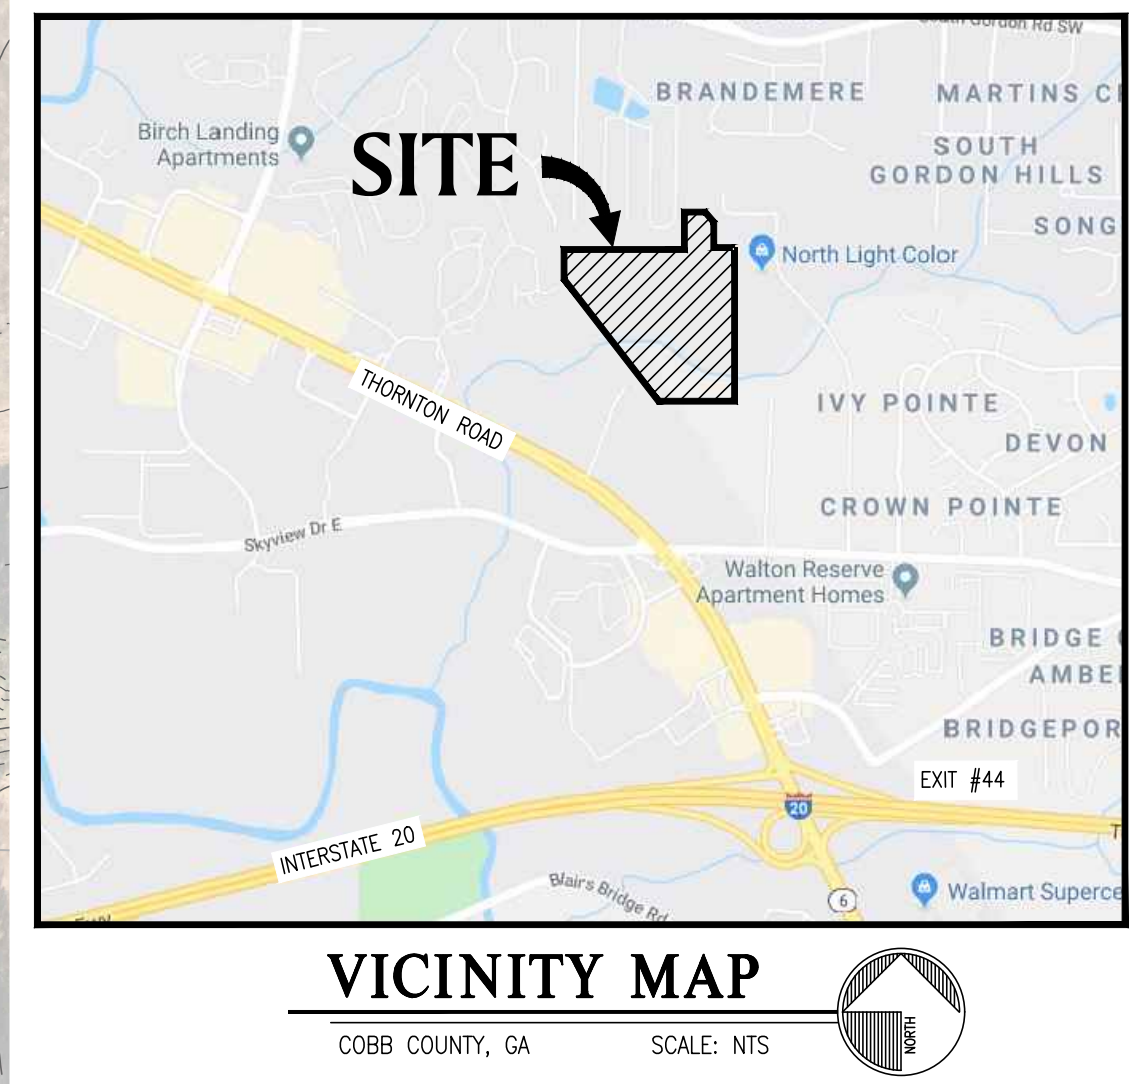 South Gordon Rd SW
BRANDEMERE
MARTINS C
Birch Landing
Apartments
SITE
SOUTH
GORDON HILLS
SONG
North Light Color
THORNTON ROAD
IVY POINTE
DEVON
CROWN POINTE
Skyview Dr E
Walton Reserve
Apartment Homes
BRIDGE
AMBE
BRIDGEPOR
EXIT #44
20
INTERSTATE 20
T
Blairs Bridge Rd
6
Walmart Superce
VICINITY MAP
COBB COUNTY, GA
SCALE: NTS
NORTH